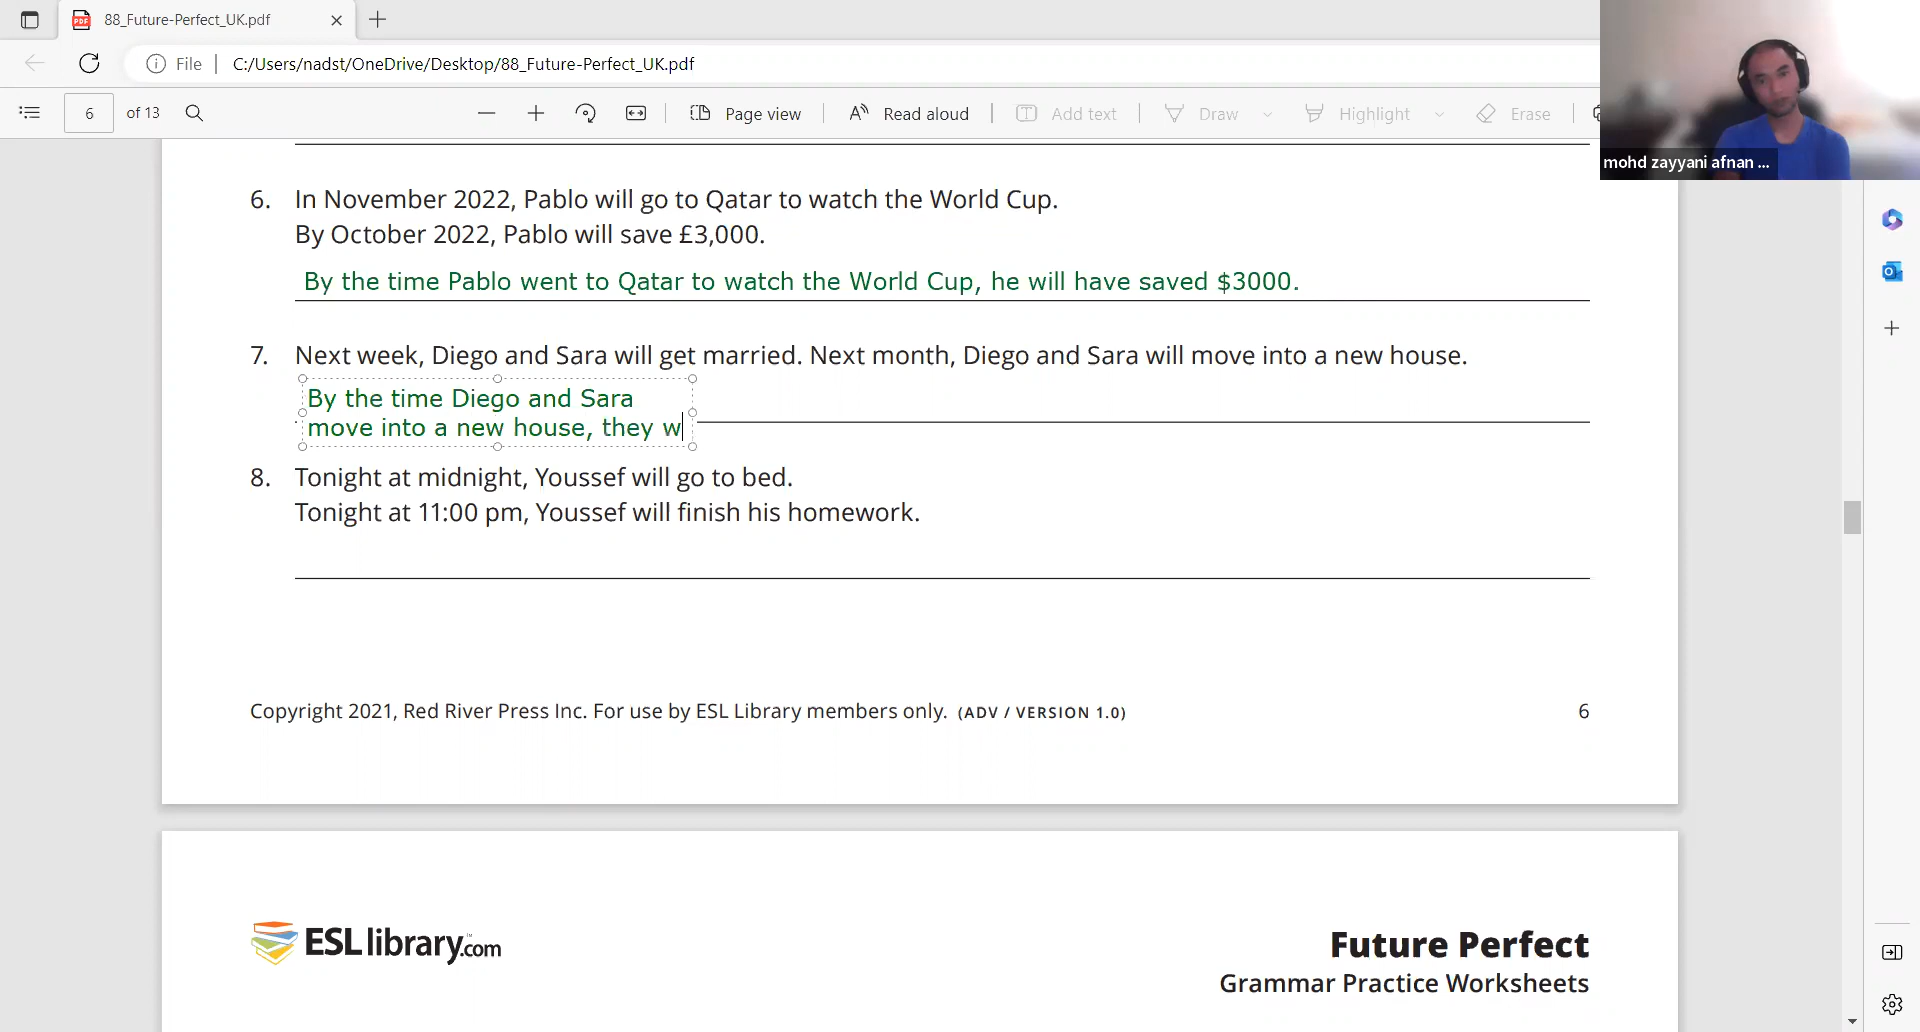 88_Future-Perfect_UK.pdf
File
C:/Users/nadst/OneDrive/Desktop/88_Future-Perfect_UK.pdf
6 of 13
Page view
Read aloud
Add text
Draw
Highlight
Erase
mohd zayyani afnan ...
6. In November 2022, Pablo will go to Qatar to watch the World Cup.
By October 2022, Pablo will save £3,000.
By the time Pablo went to Qatar to watch the World Cup, he will have saved $3000.
7. Next week, Diego and Sara will get married. Next month, Diego and Sara will move into a new house.
By the time Diego and Sara
move into a new house, they w
8. Tonight at midnight, Youssef will go to bed.
Tonight at 11:00 pm, Youssef will finish his homework.
Copyright 2021, Red River Press Inc. For use by ESL Library members only. (ADV / VERSION 1.0)
6
ESLlibrary.com
Future Perfect
Grammar Practice Worksheets